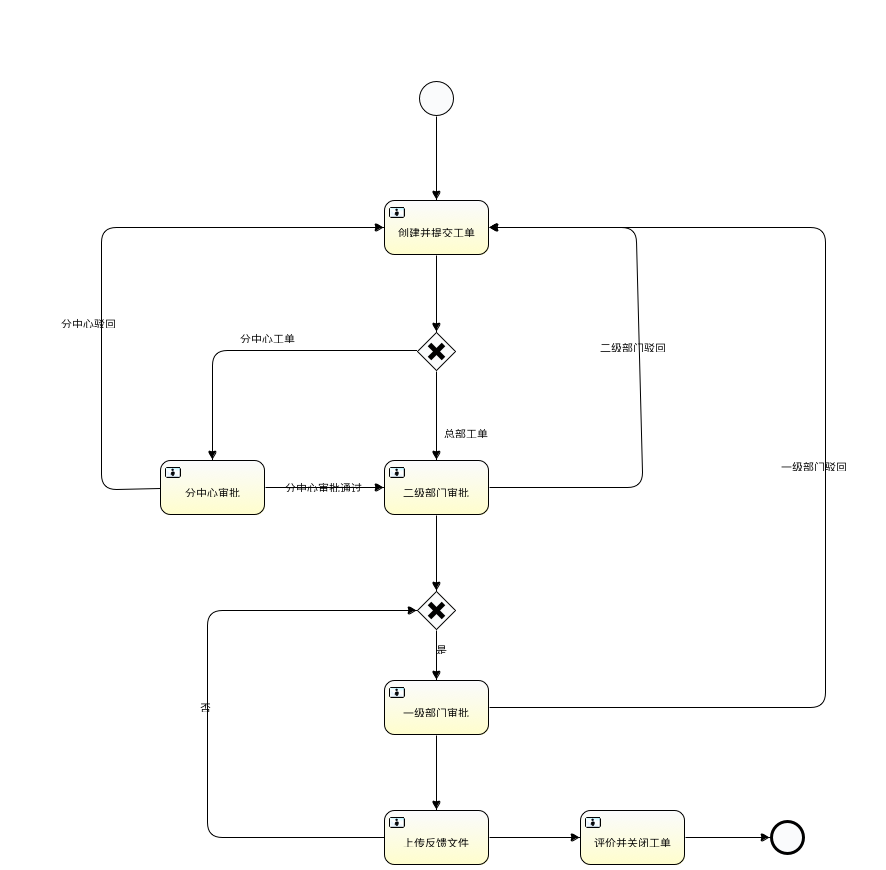 创建并提交工单
分中心驳回
分中心工单
二级部门驳回
总部工单
一级部门驳回
分中心审批
分中心审批通过
二级部门审批
是
否
一级部门审批
上传反馈文件
评价并关闭工单